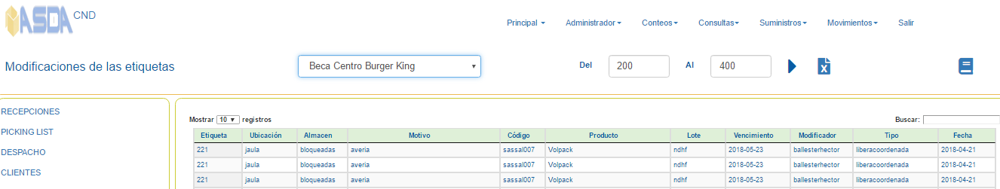 ASDA CND
Principal Administrador Conteos Consultas Suministros Movimientos Salir
Modificaciones de las etiquetas Beca Centro Burger King Del 200 Al 400
RECEPCIONES
PICKING LIST
DESPACHO
CLIENTES
Mostrar 10 registros Buscar:
Etiqueta Ubicación Almacen Motivo Código Producto Lote Vencimiento Modificador Tipo Fecha
221 jaula bloqueadas averia sassal007 Volpack ndhf 2018-05-23 ballesterhector liberacoordenada 2018-04-21
221 jaula bloqueadas averia sassal007 Volpack ndhf 2018-05-23 ballesterhector liberacoordenada 2018-04-21
221 jaula bloqueadas averia sassal007 Volpack ndhf 2018-05-23 ballesterhector liberacoordenada 2018-04-21